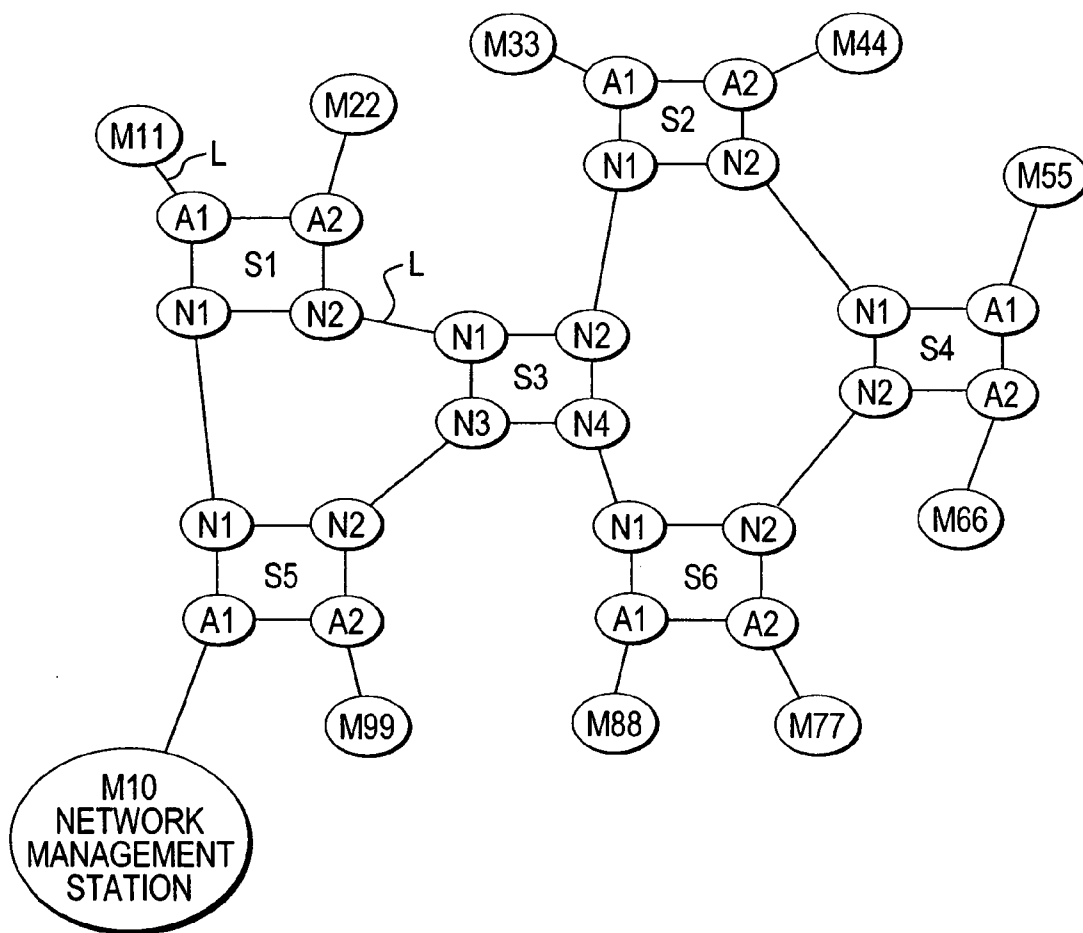 M33
M44
A1
A2
S2
M22
M11
L
N1
N2
M55
A1
A2
S1
L
N1
N2
N1
A1
N1
N2
S4
S3
N2
A2
N3
N4
N1
N2
N1
N2
M66
S5
S6
A1
A2
A1
A2
M99
M88
M77
M10
NETWORK
MANAGEMENT
STATION